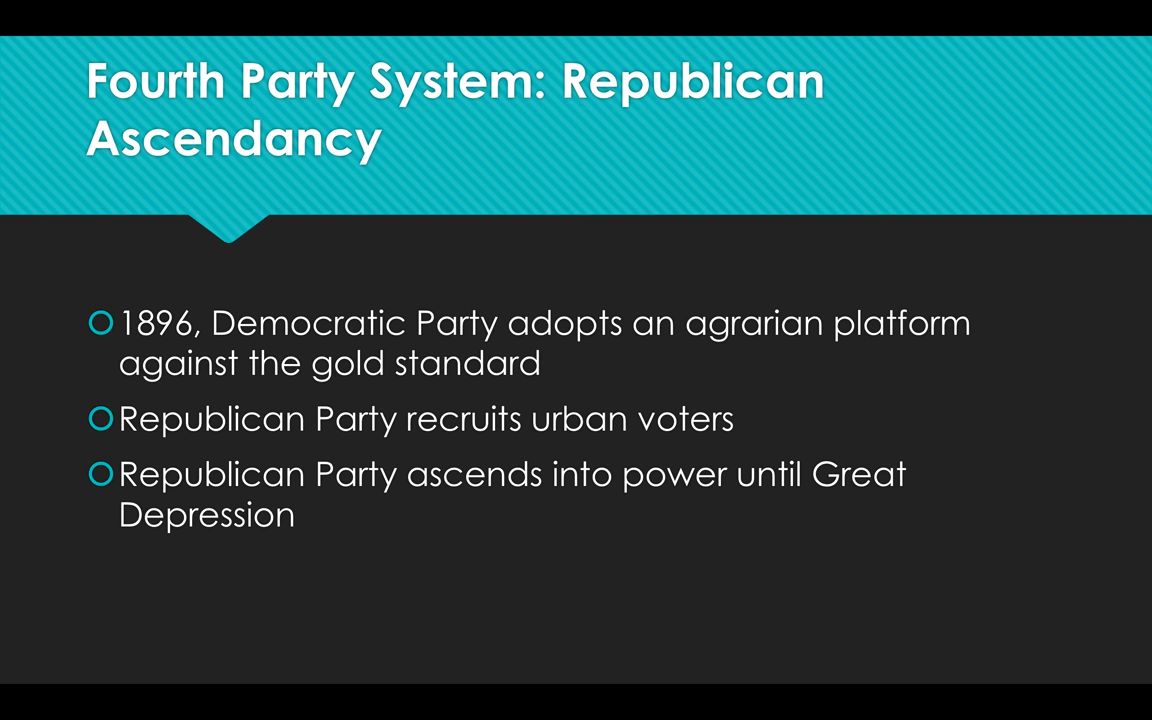 Fourth Party System: Republican
Ascendancy
1896, Democratic Party adopts an agrarian platform
against the gold standard
Republican Party recruits urban voters
Republican Party ascends into power until Great
Depression